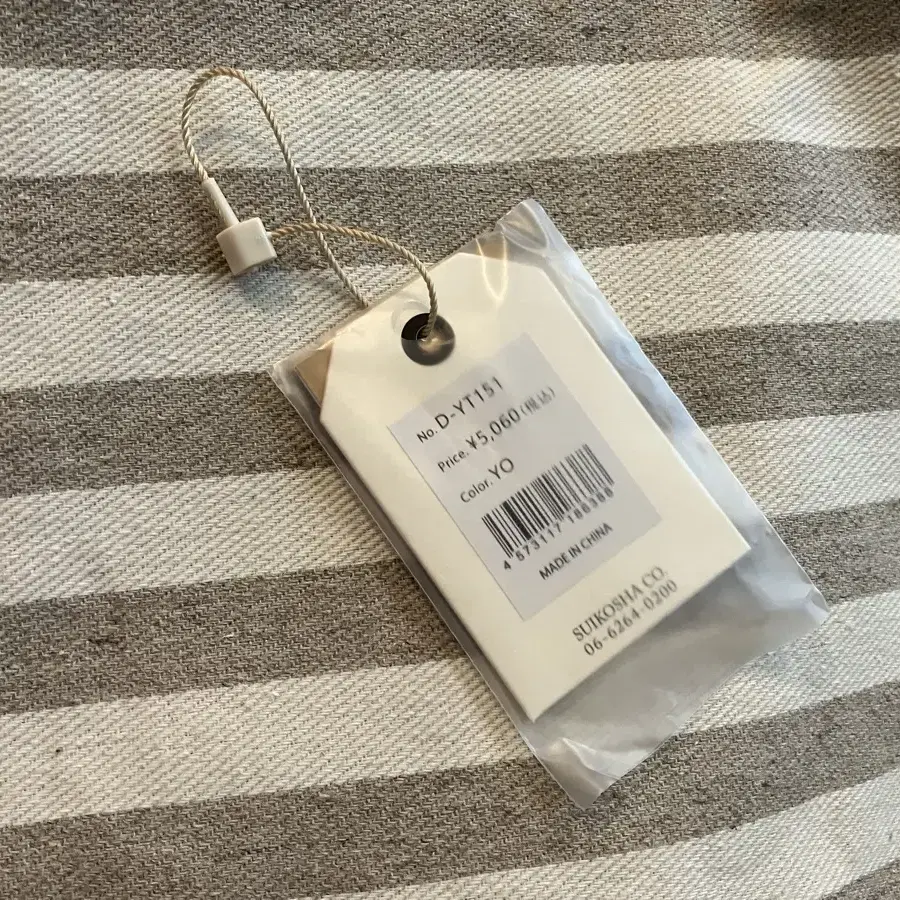 No. D-YT151
Price. ¥5,060(税込)
Color. YO
4 573117 186398
MADE IN CHINA
SUIKOSHA CO.
06-6264-0200